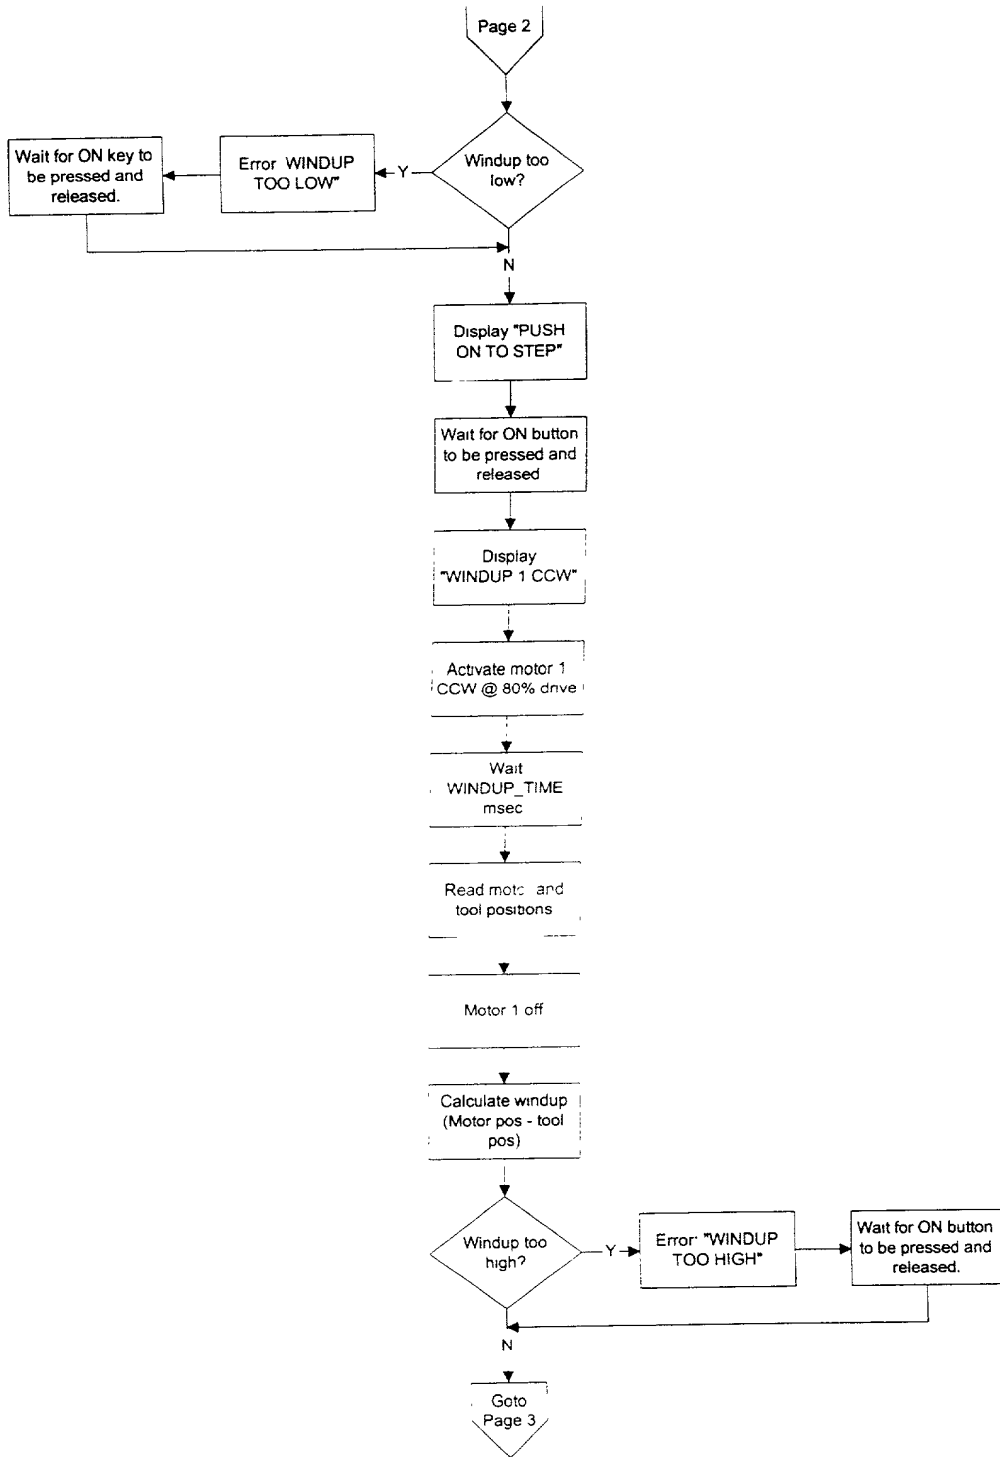 Page 2
Windup too
low?
Y
Error WINDUP
TOO LOW"
Wait for ON key to
be pressed and
released.
N
Display "PUSH
ON TO STEP"
Wait for ON button
to be pressed and
released
Display
"WINDUP 1 CCW"
Activate motor 1
CCW @ 80% drive
Wait
WINDUP_TIME
msec
Read and
tool positions
Motor 1 off
Calculate windup
(Motor pos - tool
pos)
Windup too
high?
Y
Error: "WINDUP
TOO HIGH"
Wait for ON button
to be pressed and
released.
N
Goto
Page 3